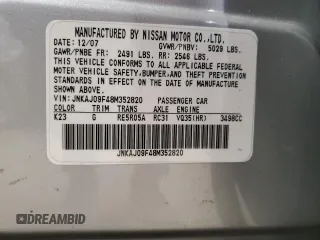 MANUFACTURED BY NISSAN MOTOR CO.,LTD.
DATE: 12/07 GVWR/PNBV: 5029 LBS.
GAWR/PNBE FR: 2491 LBS. RR: 2546 LBS.
THIS VEHICLE CONFORMS TO ALL APPLICABLE FEDERAL
MOTOR VEHICLE SAFETY,BUMPER,AND THEFT PREVENTION
STANDARDS IN EFFECT ON THE DATE OF MANUFACTURE
SHOWN ABOVE.
VIN: JNKAJ09F48M352820 PASSENGER CAR
COLOR TRIM TRANS AXLE ENGINE
K23 G RE5R05A RC31 VQ35(HR) 3498CC
JNKAJ09F48M352820
DREAMBID